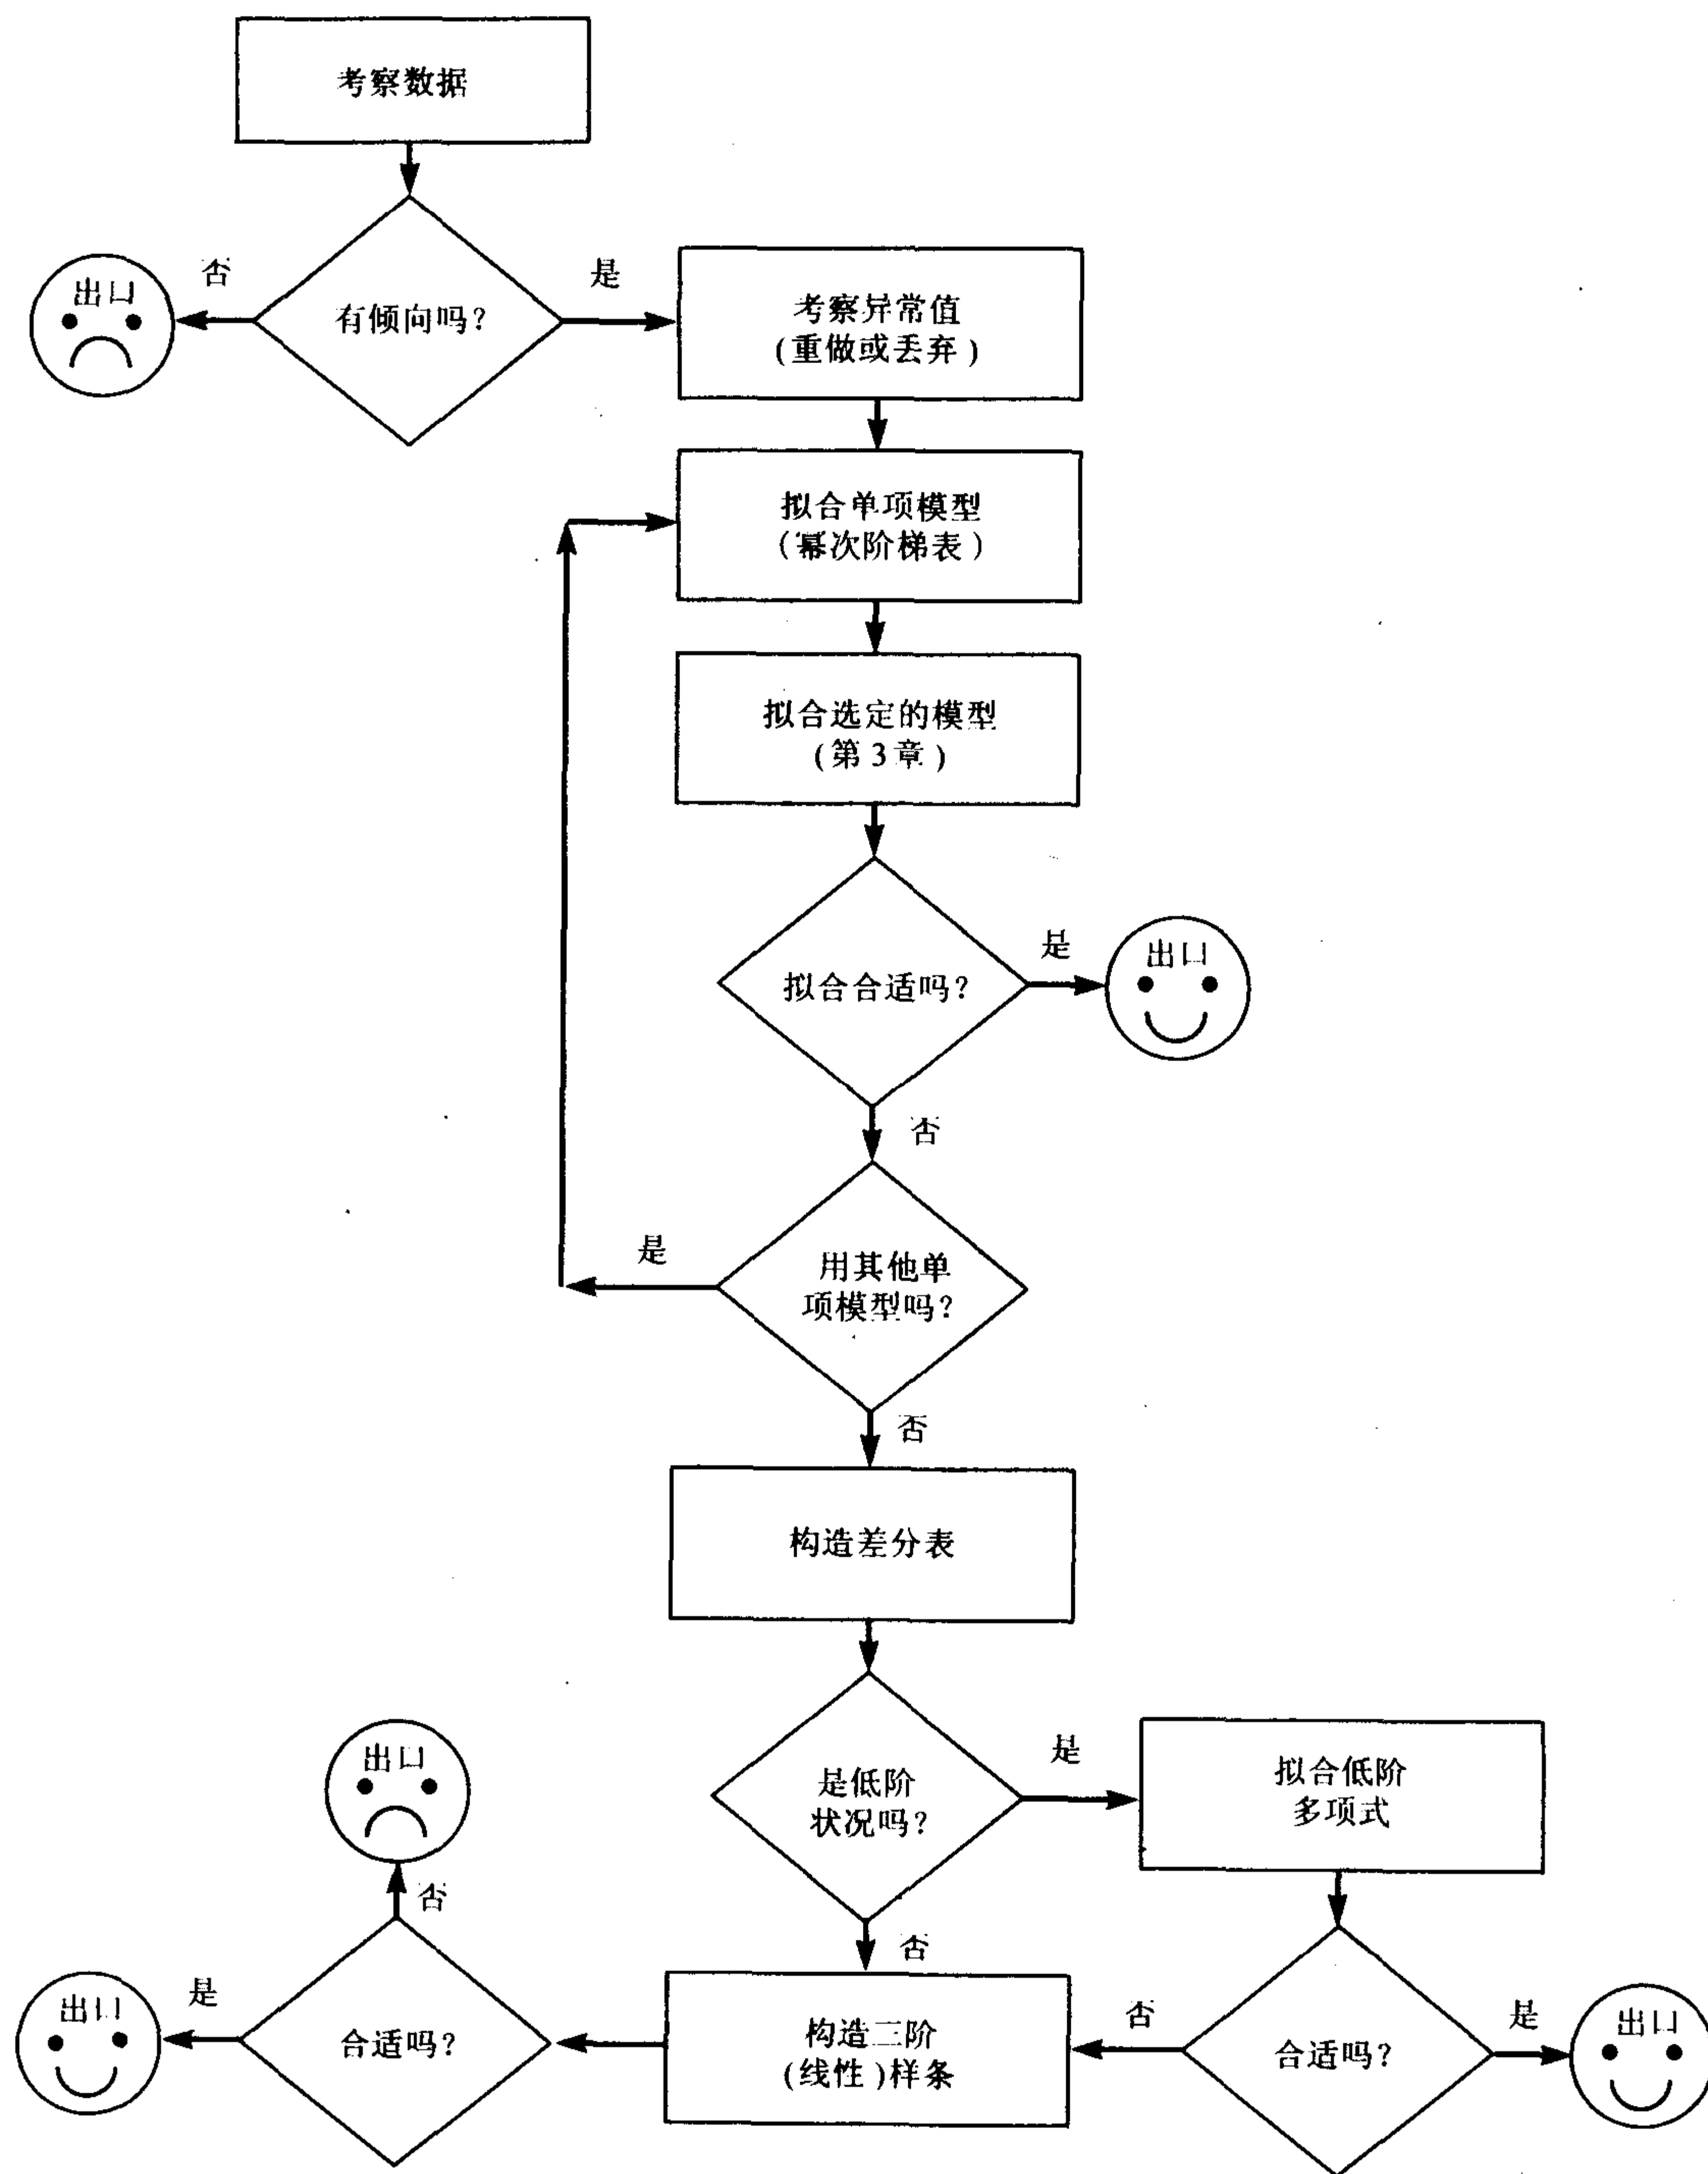 考察数据
有倾向吗?
否
出口
是
考察异常值
(重做或丢弃)
拟合单项模型
(幂次阶梯表)
拟合选定的模型
(第3章)
拟合合适吗?
是
出口
否
用其他单
项模型吗?
是
否
构造差分表
是低阶
状况吗?
是
拟合低阶
多项式
否
合适吗?
是
出口
否
构造三阶
(线性)样条
合适吗?
否
出口
是
出口